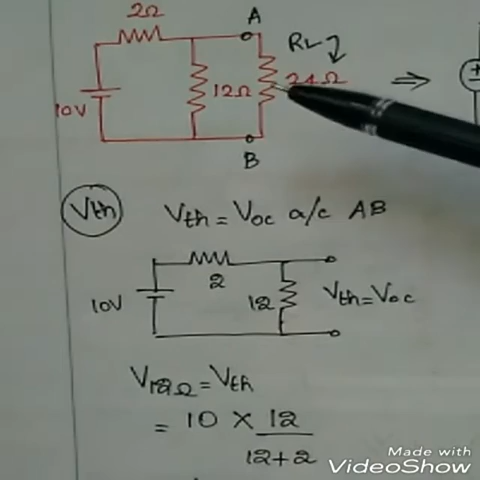 2Ω
A
RL
10V
12Ω
24Ω
⇒
+
B
Vth
Vth = Voc a/c AB
2
10V
12
Vth=Voc
V12Ω = Vth
= 10 × 12
12+2
Made with
VideoShow